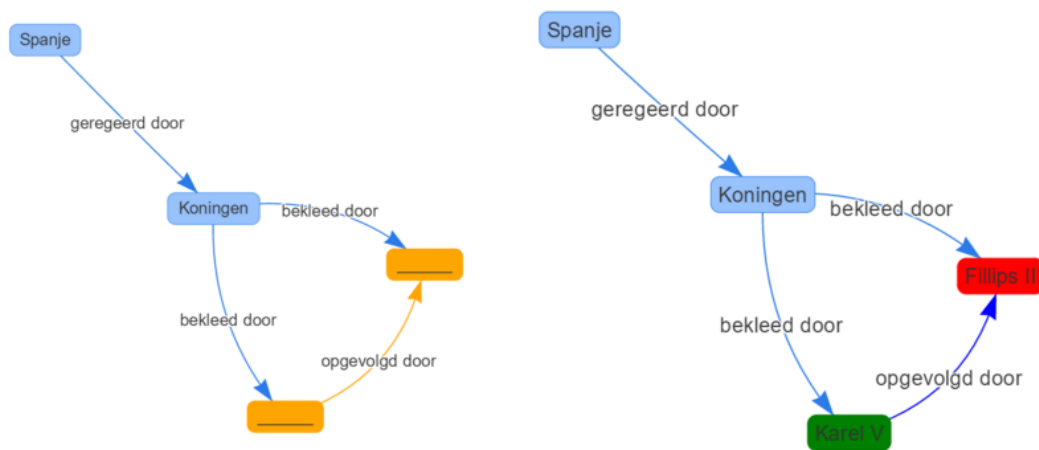 Spanje
geregeerd door
Koningen
bekleed door
bekleed door
opgevolgd door
Spanje
geregeerd door
Koningen
bekleed door
Fillips II
bekleed door
opgevolgd door
Karel V